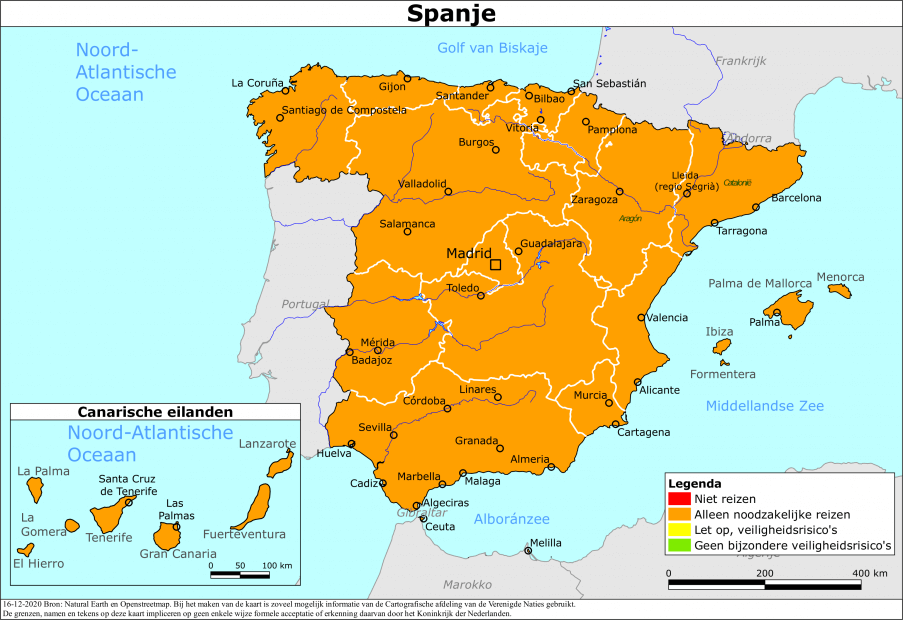 Spanje
Noord-
Atlantische
Oceaan
Golf van Biskaje
Frankrijk
Andorra
La Coruña
Gijon
Santander
Bilbao
San Sebastián
Santiago de Compostela
Vitoria
Pamplona
Burgos
Valladolid
Zaragoza
Lleida
(regio Segrià)
Catalonië
Barcelona
Aragón
Tarragona
Salamanca
Guadalajara
Madrid
Toledo
Portugal
Palma de Mallorca
Menorca
Palma
Valencia
Ibiza
Formentera
Mérida
Badajoz
Linares
Córdoba
Murcia
Alicante
Middellandse Zee
Cartagena
Sevilla
Huelva
Granada
Almeria
Cadiz
Marbella
Malaga
Algeciras
Gibraltar
Ceuta
Alboránzee
Melilla
Marokko
Algerije
Canarische eilanden
Noord-Atlantische
Oceaan
Lanzarote
La Palma
Santa Cruz
de Tenerife
Las
Palmas
La
Gomera
Tenerife
Fuerteventura
El Hierro
Gran Canaria
0 50 100 km
Legenda
Niet reizen
Alleen noodzakelijke reizen
Let op, veiligheidsrisico's
Geen bijzondere veiligheidsrisico's
0 200 400 km
16-12-2020 Bron: Natural Earth en Openstreetmap. Bij het maken van de kaart is zoveel mogelijk informatie van de Cartografische afdeling van de Verenigde Naties gebruikt.
De grenzen, namen en tekens op deze kaart impliceren op geen enkele wijze formele acceptatie of erkenning daarvan door het Koninkrijk der Nederlanden.